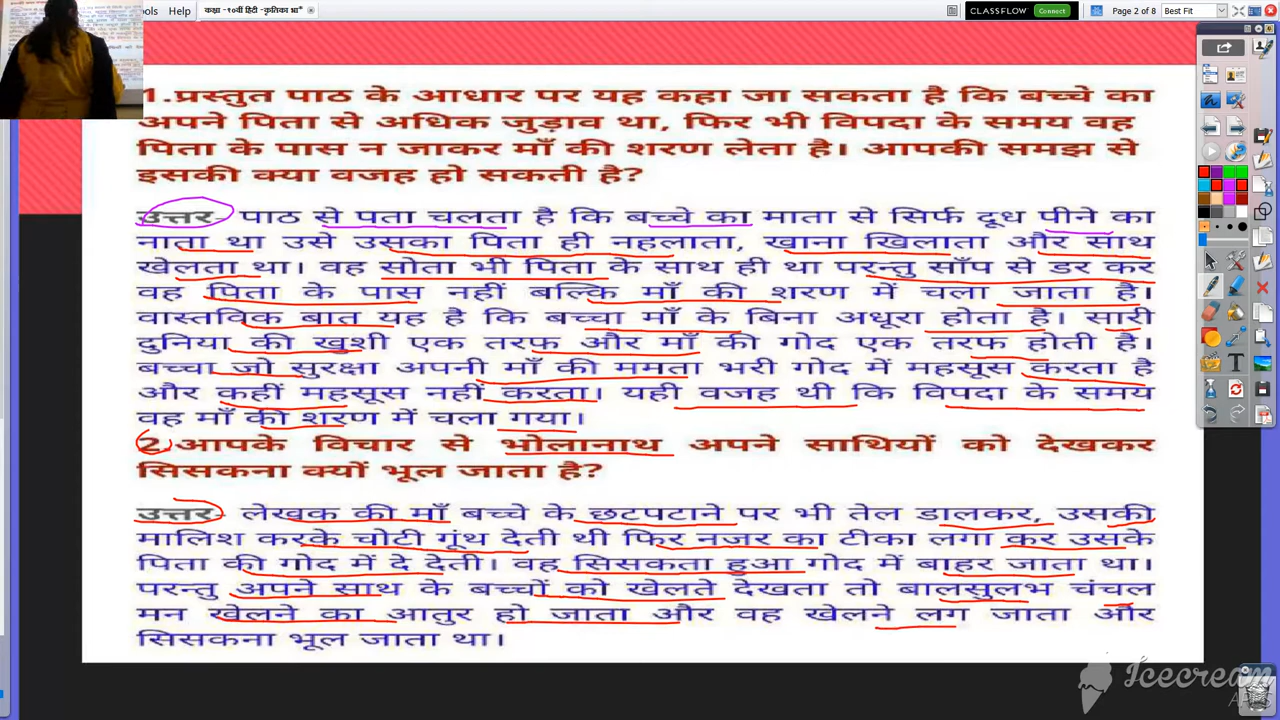 ols Help कक्षा -१०वीं हिंदी -कृतिका भा* CLASSFLOW Connect Page 2 of 8 Best Fit
1.प्रस्तुत पाठ के आधार पर यह कहा जा सकता है कि बच्चे का
अपने पिता से अधिक जुड़ाव था, फिर भी विपदा के समय वह
पिता के पास न जाकर माँ की शरण लेता है। आपकी समझ से
इसकी क्या वजह हो सकती है?
उत्तर- पाठ से पता चलता है कि बच्चे का माता से सिर्फ दूध पीने का
नाता था उसे उसका पिता ही नहलाता, खाना खिलाता और साथ
खेलता था। वह सोता भी पिता के साथ ही था परन्तु साँप से डर कर
वह पिता के पास नहीं बल्कि माँ की शरण में चला जाता है।
वास्तविक बात यह है कि बच्चा माँ के बिना अधूरा होता है। सारी
दुनिया की खुशी एक तरफ और माँ की गोद एक तरफ होती है।
बच्चा जो सुरक्षा अपनी माँ की ममता भरी गोद में महसूस करता है
और कहीं महसूस नहीं करता। यही वजह थी कि विपदा के समय
वह माँ की शरण में चला गया।
2.आपके विचार से भोलानाथ अपने साथियों को देखकर
सिसकना क्यों भूल जाता है?
उत्तर- लेखक की माँ बच्चे के छटपटाने पर भी तेल डालकर, उसकी
मालिश करके चोटी गूंथ देती थी फिर नजर का टीका लगा कर उसके
पिता की गोद में दे देती। वह सिसकता हुआ गोद में बाहर जाता था।
परन्तु अपने साथ के बच्चों को खेलते देखता तो बालसुलभ चंचल
मन खेलने का आतुर हो जाता और वह खेलने लग जाता और
सिसकना भूल जाता था।
Icecream
APPS